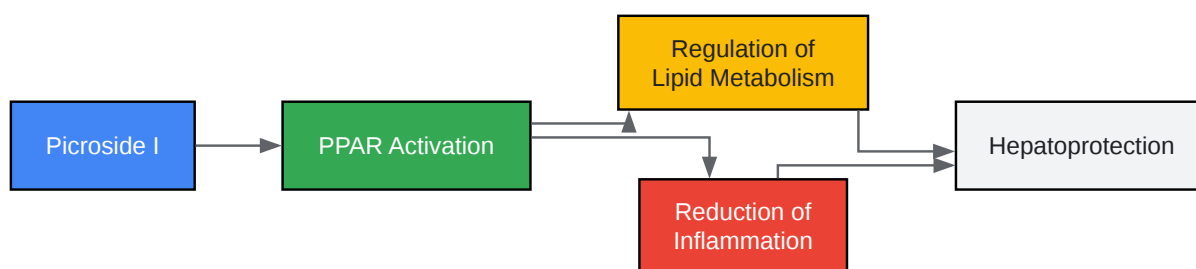 Picroside I
PPAR Activation
Regulation of
Lipid Metabolism
Reduction of
Inflammation
Hepatoprotection